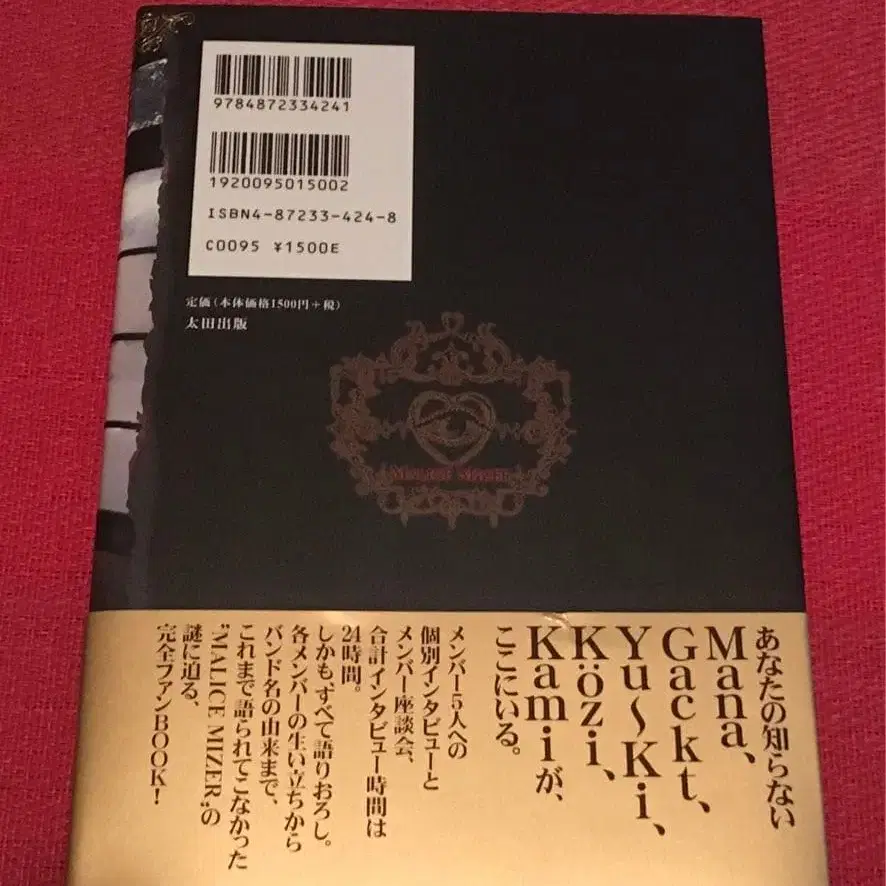 9784872334241
1920095015002
ISBN4-87233-424-8
C0095 ¥1500E
定価(本体価格1500円+税)
太田出版
MALICE MIZER
あなたの知らない
Mana、
Gackt、
Yu〜Ki、
Közi、
Kamiが、
ここにいる。
メンバー5人への
個別インタビューと
メンバー座談会、
合計インタビュー時間は
24時間。
しかも、すべて語りおろし。
各メンバーの生い立ちから
バンド名の由来まで、
これまで語られてこなかった
"MALICE MIZER"の
謎に迫る、
完全ファンBOOK!